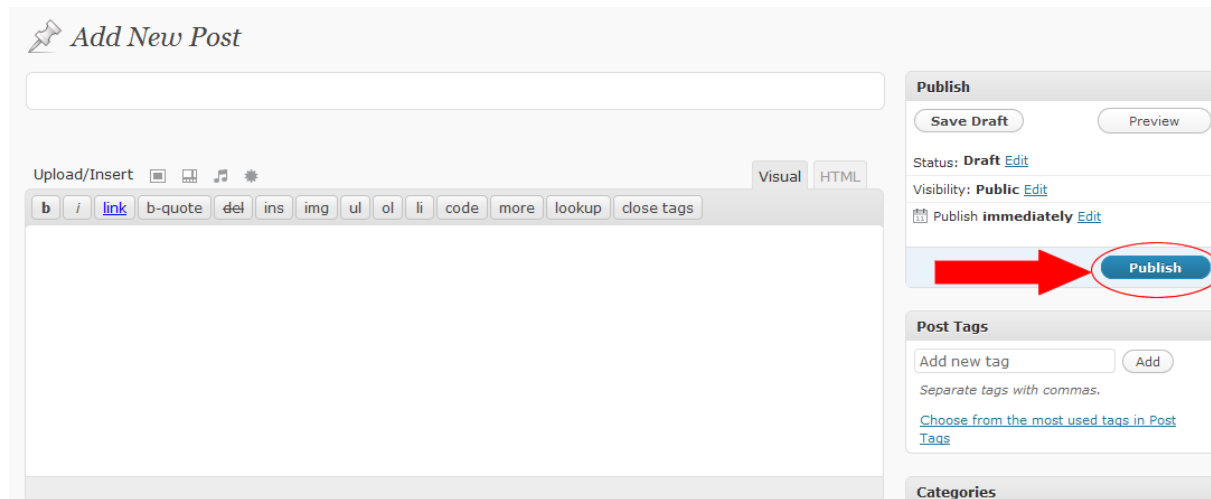 Add New Post
Upload/Insert
Visual HTML
b i link b-quote del ins img ul ol li code more lookup close tags
Publish
Save Draft Preview
Status: Draft Edit
Visibility: Public Edit
11 Publish immediately Edit
Publish
Post Tags
Add new tag Add
Separate tags with commas.
Choose from the most used tags in Post
Tags
Categories